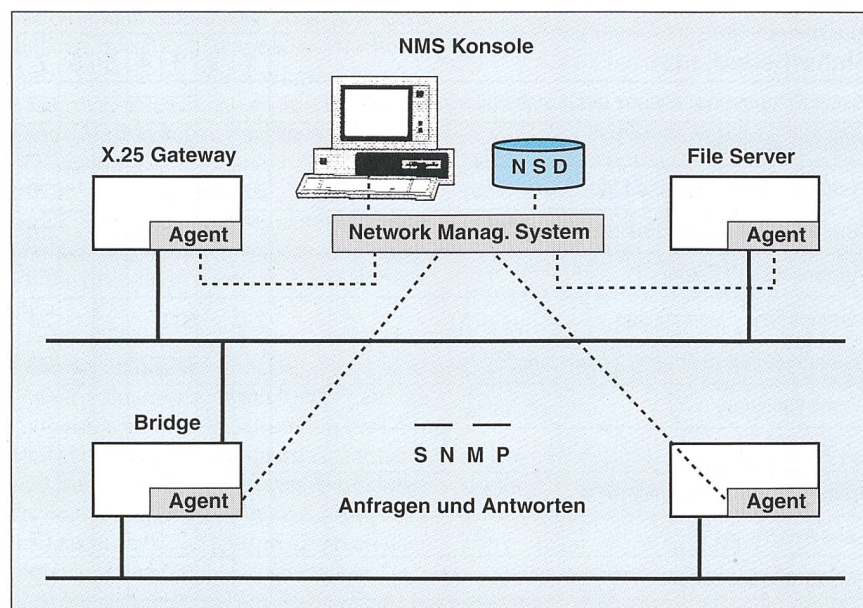 NMS Konsole
X.25 Gateway
N S D
File Server
Agent
Network Manag. System
Agent
Bridge
S N M P
Agent
Anfragen und Antworten
Agent